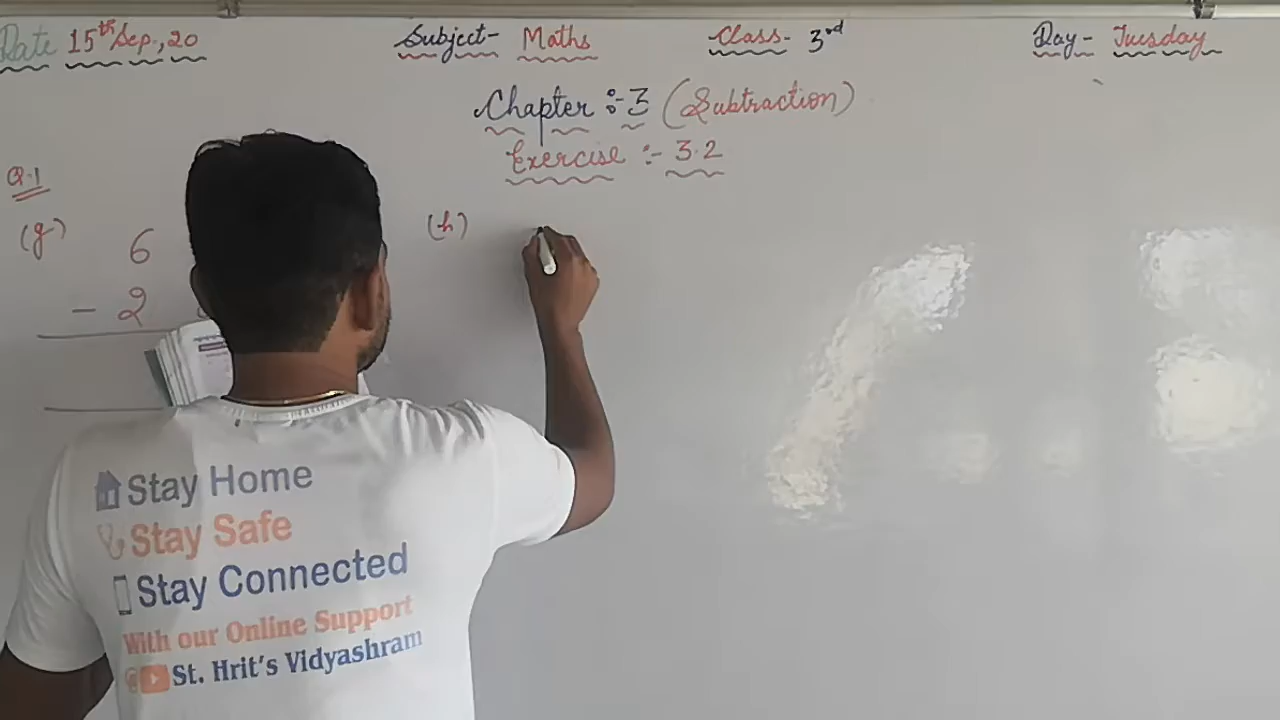 Date 15th Sep., 20 Subject- Maths Class- 3rd Day- Tuesday
Chapter :- 3 (Subtraction)
Exercise :- 3.2
Q.1
(g) 6 (h)
- 2
Stay Home
Stay Safe
Stay Connected
With our Online Support
St. Hrit's Vidyashram